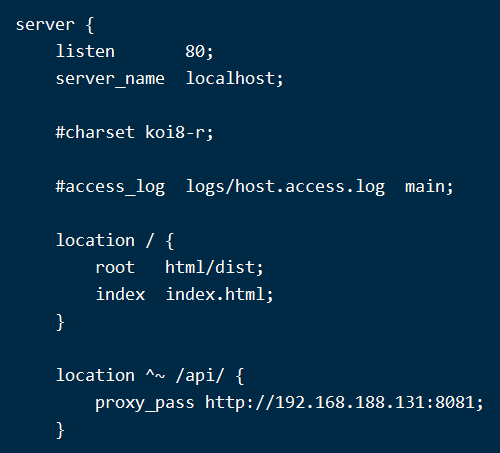 server {
    listen       80;
    server_name  localhost;

    #charset koi8-r;

    #access_log  logs/host.access.log  main;

    location / {
        root   html/dist;
        index  index.html;
    }

    location ^~ /api/ {
        proxy_pass http://192.168.188.131:8081;
    }